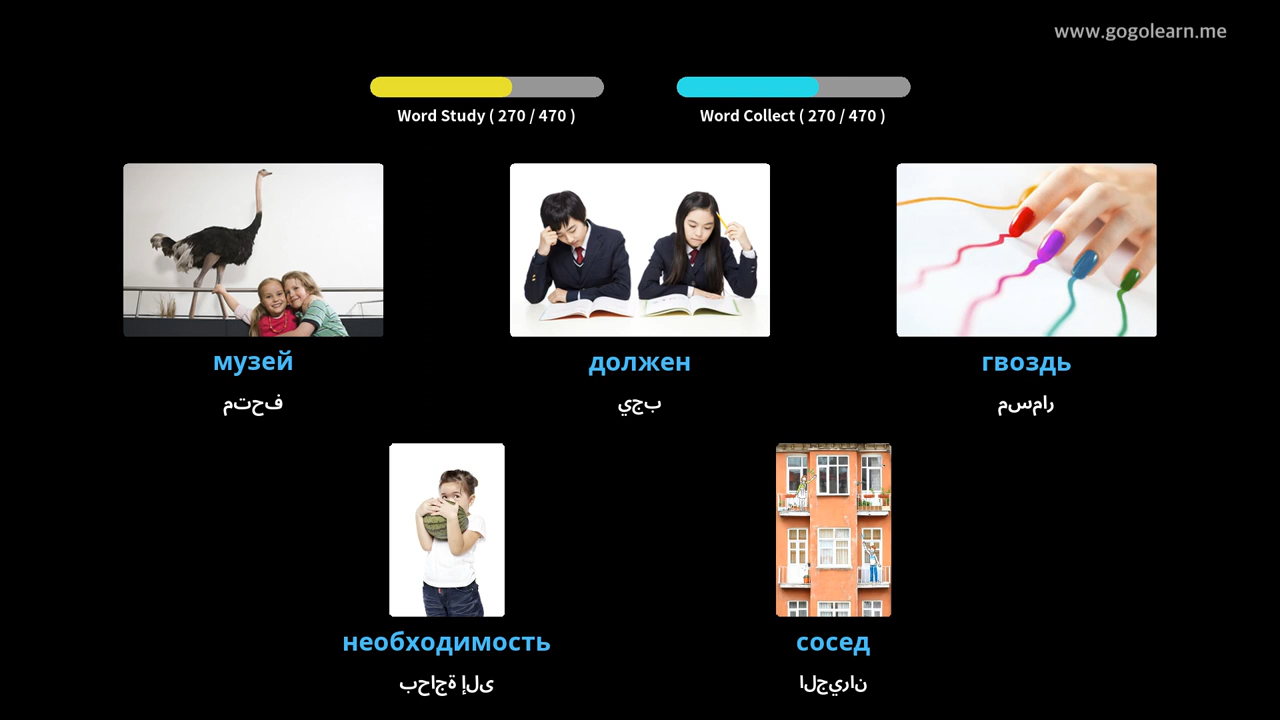 www.gogolearn.me
Word Study ( 270 / 470 )
Word Collect ( 270 / 470 )
музей
должен
гвоздь
متحف
يجب
مسمار
необходимость
сосед
بحاجة إلى
الجيران